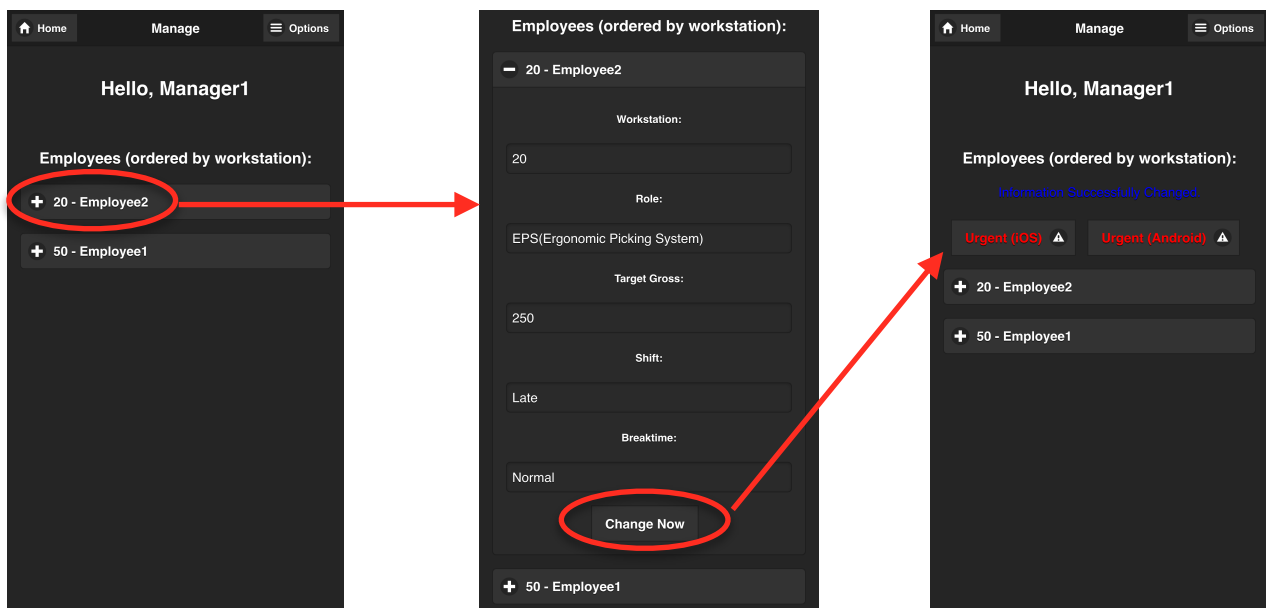 Home Manage Options
Hello, Manager1
Employees (ordered by workstation):
20 - Employee2
50 - Employee1
Employees (ordered by workstation):
20 - Employee2
Workstation:
20
Role:
EPS(Ergonomic Picking System)
Target Gross:
250
Shift:
Late
Breaktime:
Normal
Change Now
50 - Employee1
Home Manage Options
Hello, Manager1
Employees (ordered by workstation):
Information Successfully Changed.
Urgent (iOS) Urgent (Android)
20 - Employee2
50 - Employee1